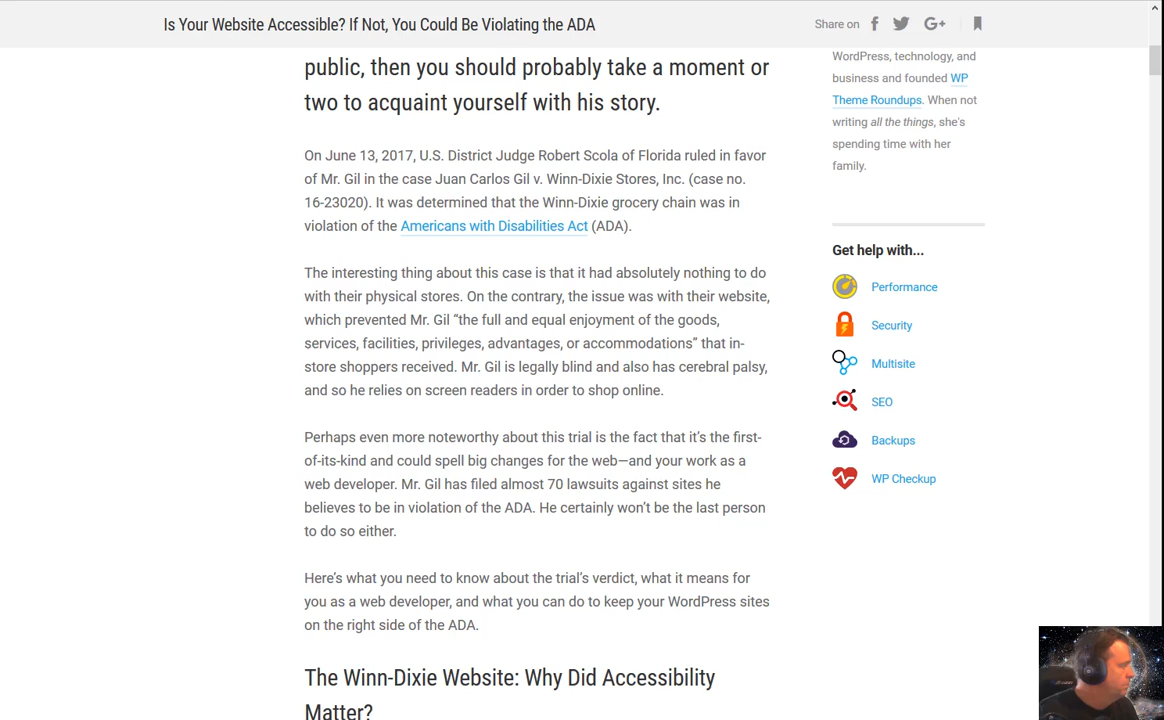 Is Your Website Accessible? If Not, You Could Be Violating the ADA
Share on
public, then you should probably take a moment or
two to acquaint yourself with his story.
On June 13, 2017, U.S. District Judge Robert Scola of Florida ruled in favor
of Mr. Gil in the case Juan Carlos Gil v. Winn-Dixie Stores, Inc. (case no.
16-23020). It was determined that the Winn-Dixie grocery chain was in
violation of the Americans with Disabilities Act (ADA).
The interesting thing about this case is that it had absolutely nothing to do
with their physical stores. On the contrary, the issue was with their website,
which prevented Mr. Gil “the full and equal enjoyment of the goods,
services, facilities, privileges, advantages, or accommodations” that in-
store shoppers received. Mr. Gil is legally blind and also has cerebral palsy,
and so he relies on screen readers in order to shop online.
Perhaps even more noteworthy about this trial is the fact that it’s the first-
of-its-kind and could spell big changes for the web—and your work as a
web developer. Mr. Gil has filed almost 70 lawsuits against sites he
believes to be in violation of the ADA. He certainly won’t be the last person
to do so either.
Here’s what you need to know about the trial’s verdict, what it means for
you as a web developer, and what you can do to keep your WordPress sites
on the right side of the ADA.
The Winn-Dixie Website: Why Did Accessibility
Matter?
WordPress, technology, and
business and founded WP
Theme Roundups. When not
writing all the things, she's
spending time with her
family.
Get help with...
Performance
Security
Multisite
SEO
Backups
WP Checkup